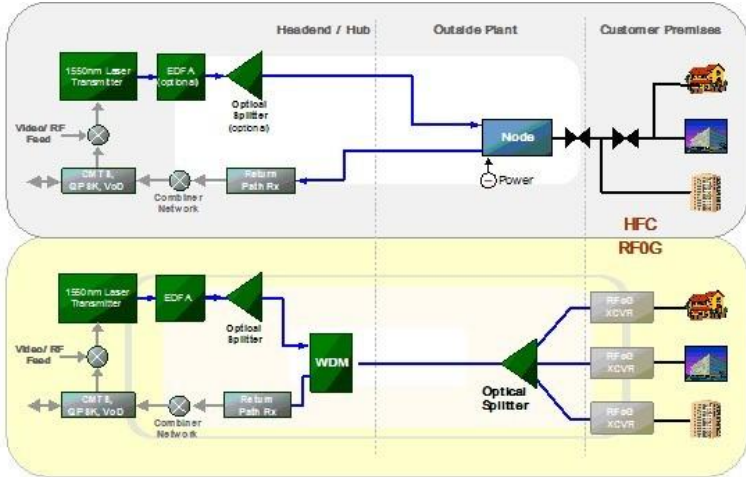 Headend / Hub
Outside Plant
Customer Premises
1550nm Laser
Transmitter
EDFA
(optional)
Optical
Splitter
(optional)
Video/ RF
Feed
Node
CMTS,
QPSK, VoD
Combiner
Network
Return
Path Rx
Power
HFC
RF0G
1550nm Laser
Transmitter
EDFA
Optical
Splitter
RFoG
XCVR
Video/ RF
Feed
WDM
RFoG
XCVR
Optical
Splitter
CMTS,
QPSK, VoD
Combiner
Network
Return
Path Rx
RFoG
XCVR